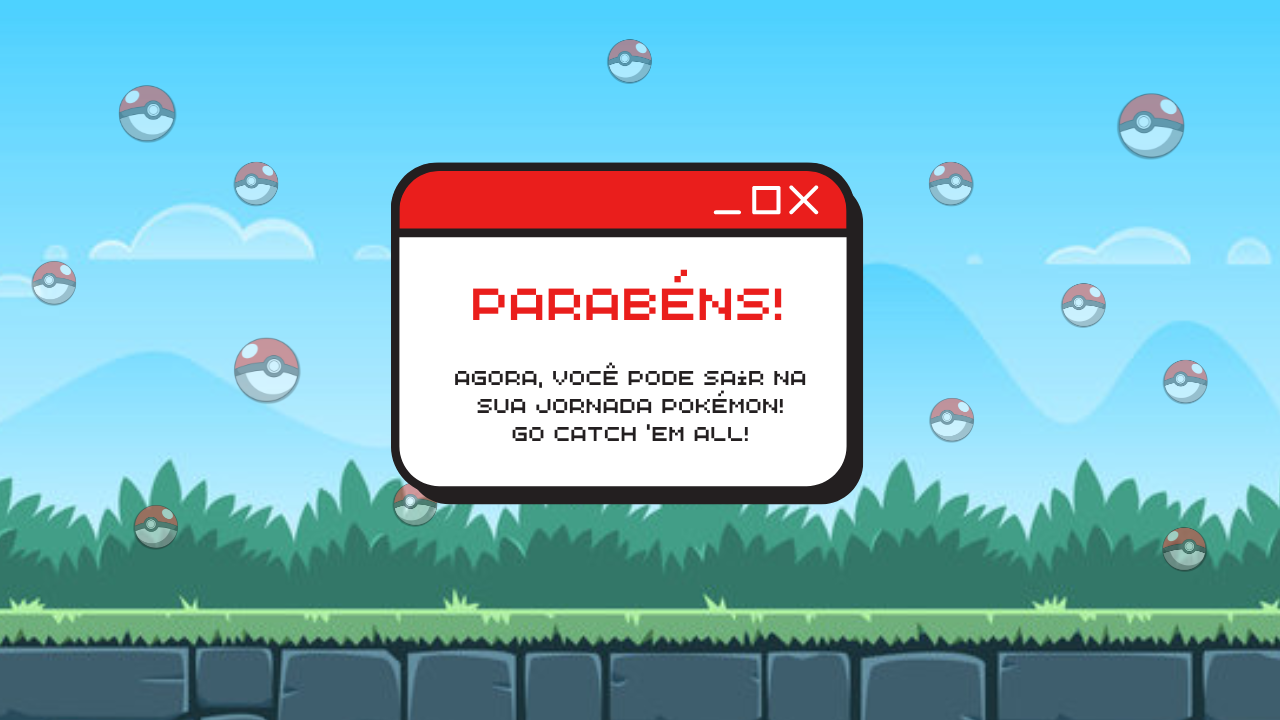 PARABÉNS!
AGORA, VOCÊ PODE SAiR NA
SUA JORNADA POKÉMON!
GO CATCH 'EM ALL!